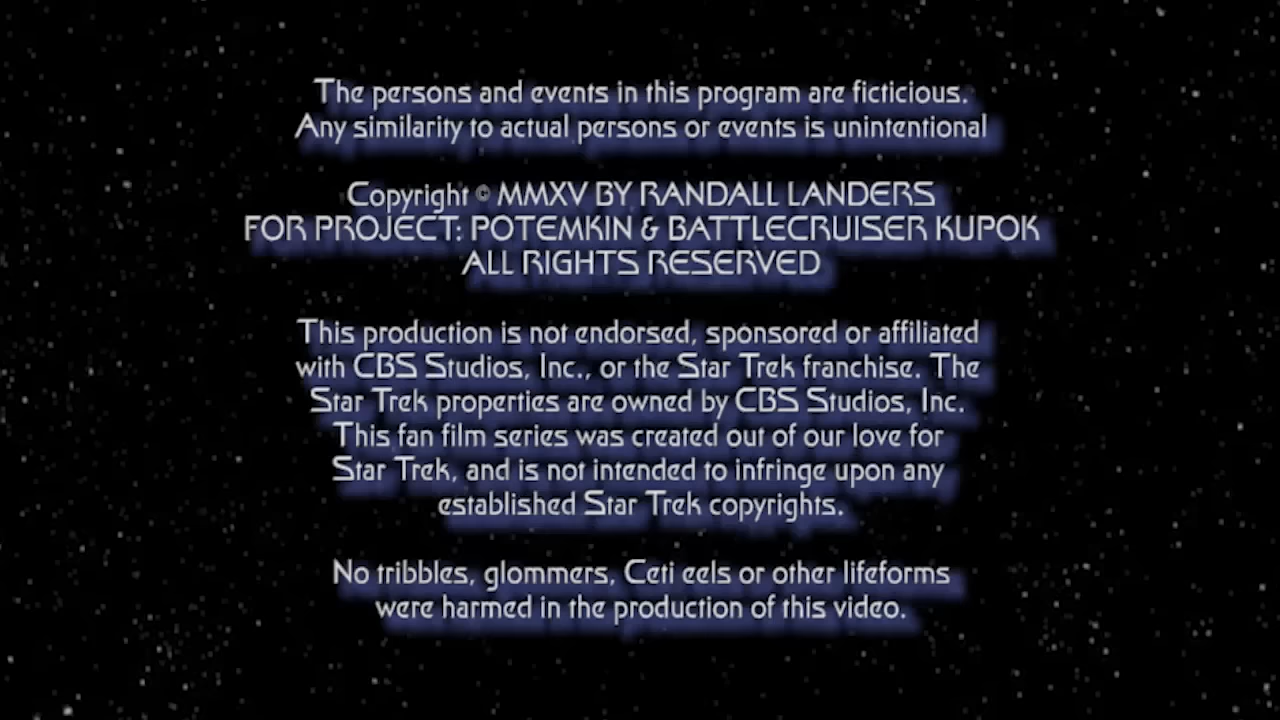 The persons and events in this program are ficticious.
Any similarity to actual persons or events is unintentional
Copyright © MMXV BY RANDALL LANDERS
FOR PROJECT: POTEMKIN & BATTLECRUISER KUPOK
ALL RIGHTS RESERVED
This production is not endorsed, sponsored or affiliated
with CBS Studios, Inc., or the Star Trek franchise. The
Star Trek properties are owned by CBS Studios, Inc.
This fan film series was created out of our love for
Star Trek, and is not intended to infringe upon any
established Star Trek copyrights.
No tribbles, glommers, Ceti eels or other lifeforms
were harmed in the production of this video.